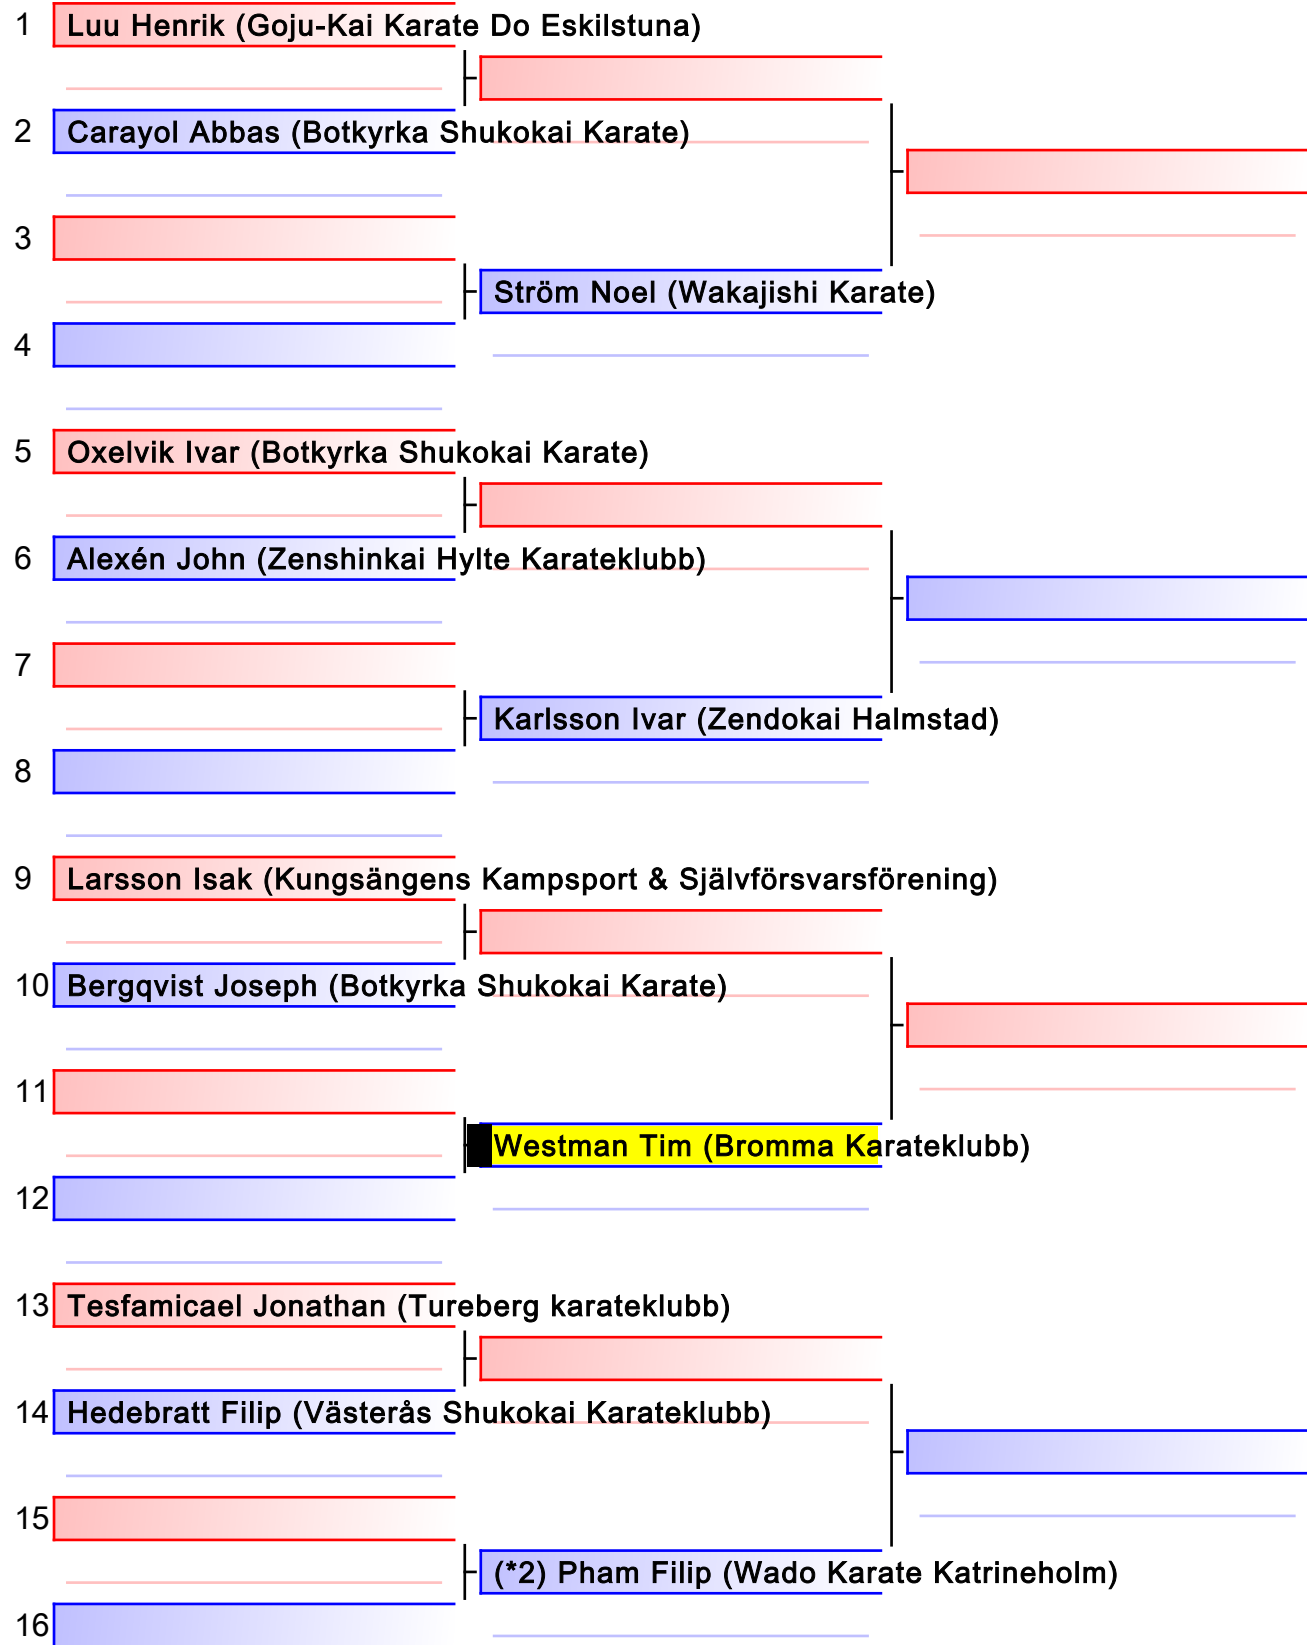 1 Luu Henrik (Goju-Kai Karate Do Eskilstuna)
2 Carayol Abbas (Botkyrka Shukokai Karate)
3
Ström Noel (Wakajishi Karate)
4
5 Oxelvik Ivar (Botkyrka Shukokai Karate)
6 Alexén John (Zenshinkai Hylte Karateklubb)
7
Karlsson Ivar (Zendokai Halmstad)
8
9 Larsson Isak (Kungsängens Kampsport & Självförsvarsförening)
10 Bergqvist Joseph (Botkyrka Shukokai Karate)
11
Westman Tim (Bromma Karateklubb)
12
13 Tesfamicael Jonathan (Tureberg karateklubb)
14 Hedebratt Filip (Västerås Shukokai Karateklubb)
15
(*2) Pham Filip (Wado Karate Katrineholm)
16